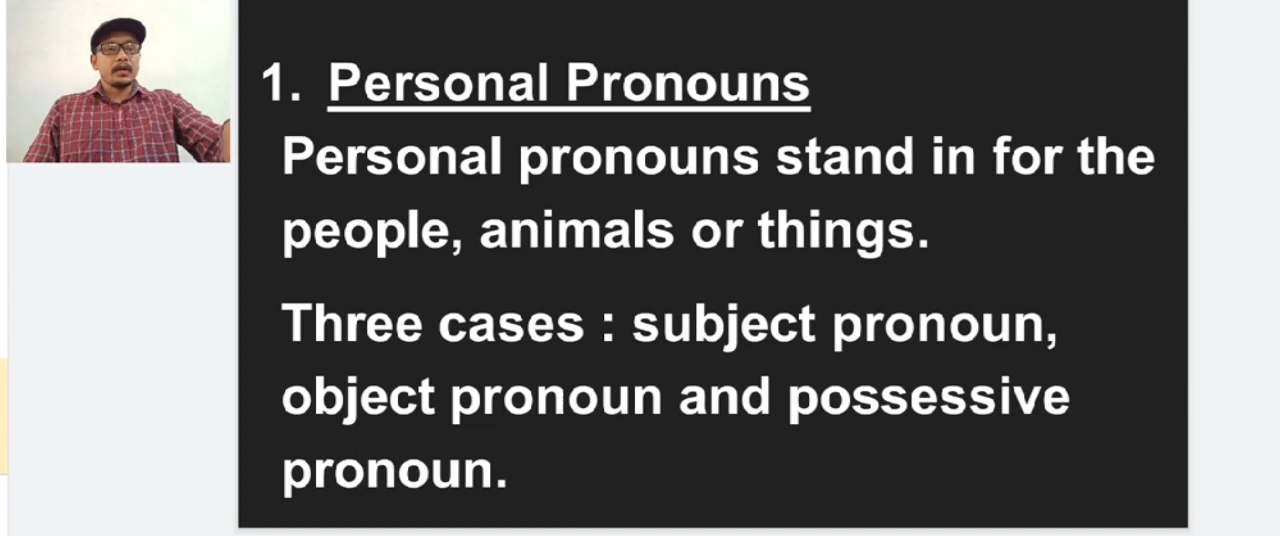 1. Personal Pronouns
Personal pronouns stand in for the
people, animals or things.
Three cases : subject pronoun,
object pronoun and possessive
pronoun.